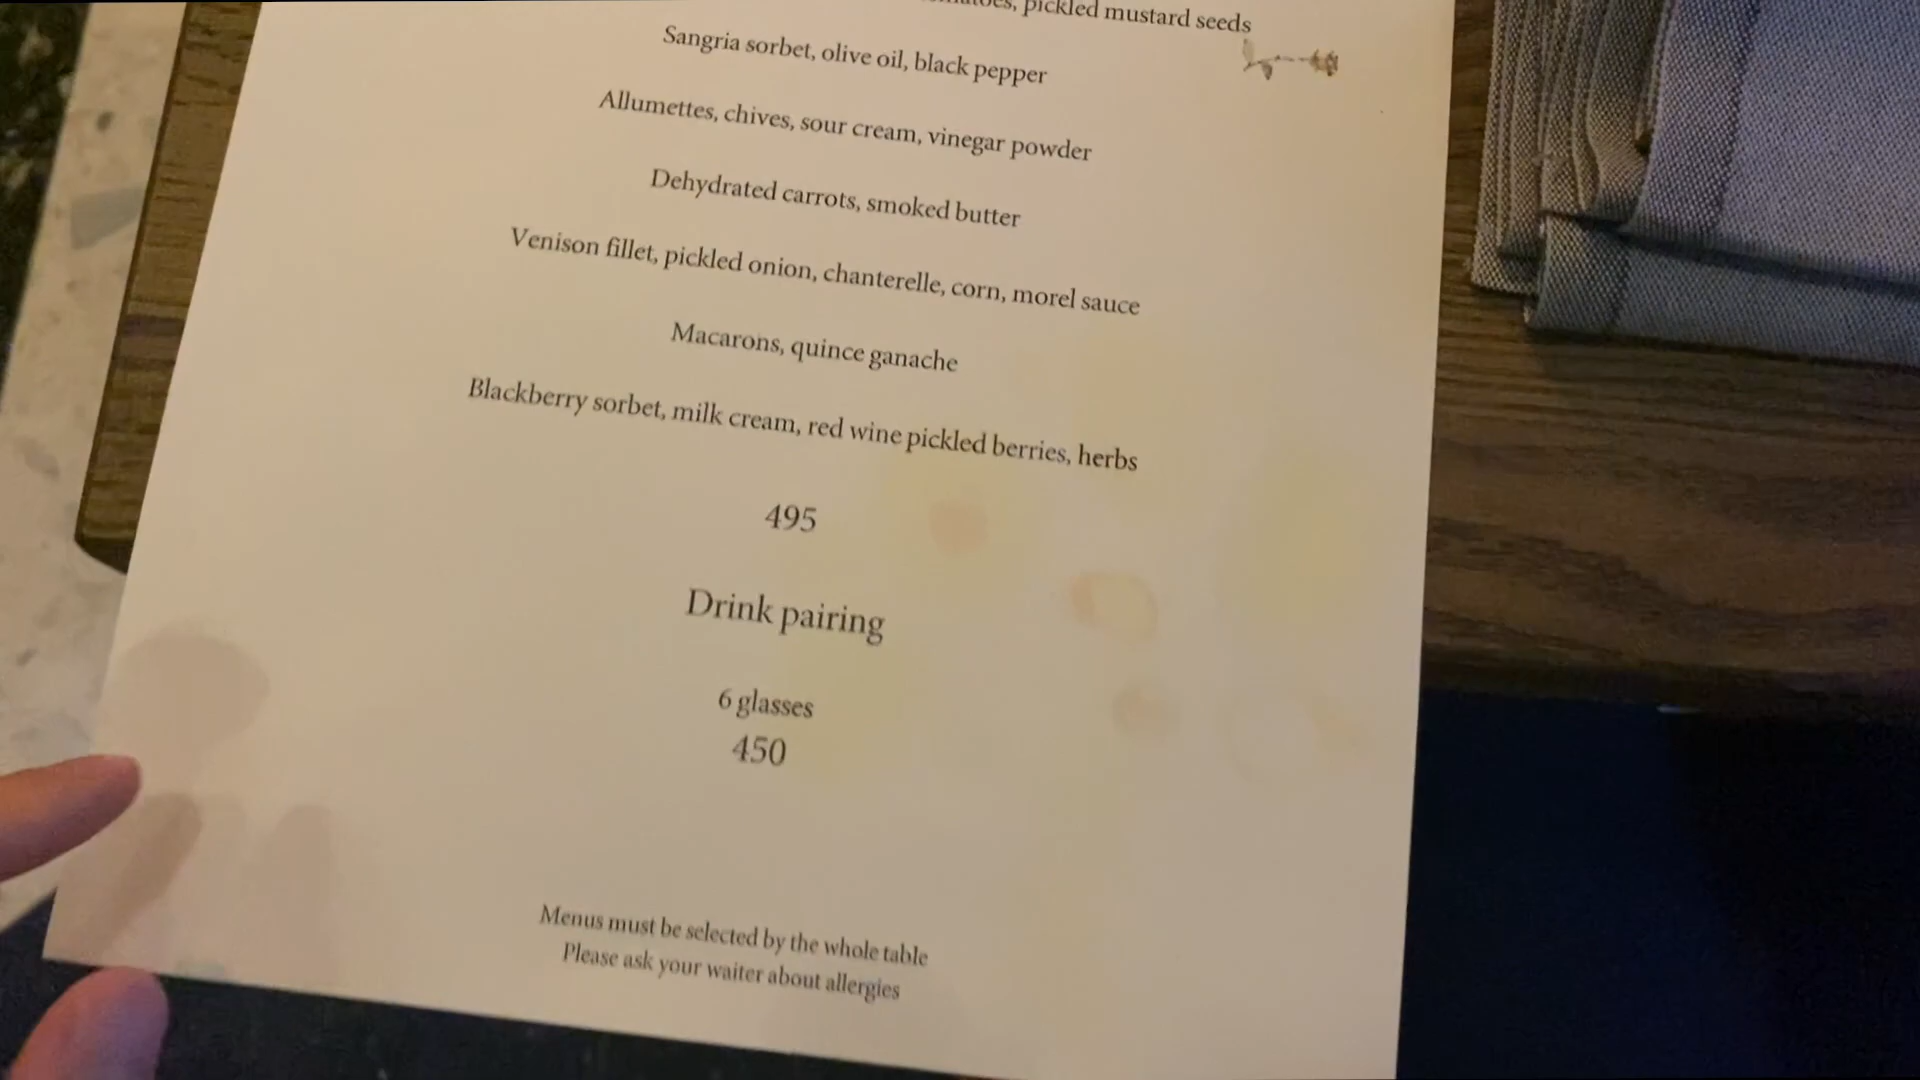 pickled mustard seeds
Sangria sorbet, olive oil, black pepper
Allumettes, chives, sour cream, vinegar powder
Dehydrated carrots, smoked butter
Venison fillet, pickled onion, chanterelle, corn, morel sauce
Macarons, quince ganache
Blackberry sorbet, milk cream, red wine pickled berries, herbs
495
Drink pairing
6 glasses
450
Menus must be selected by the whole table
Please ask your waiter about allergies